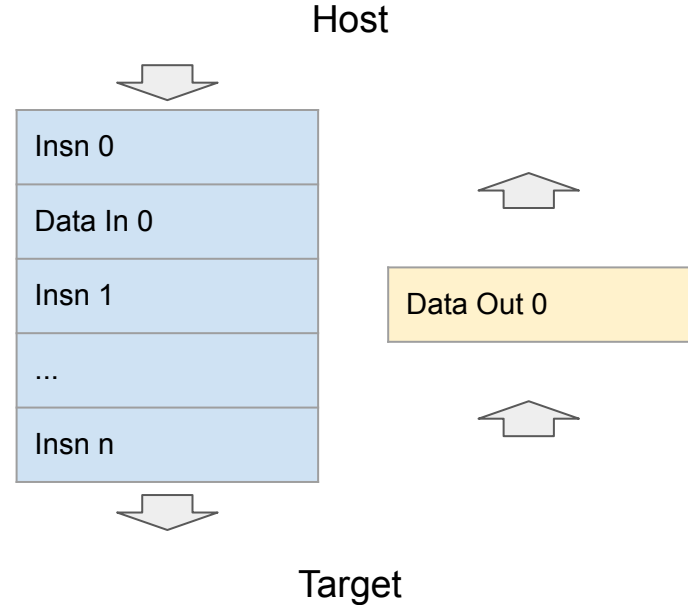 Host
Insn 0
Data In 0
Insn 1
Data Out 0
...
Insn n
Target